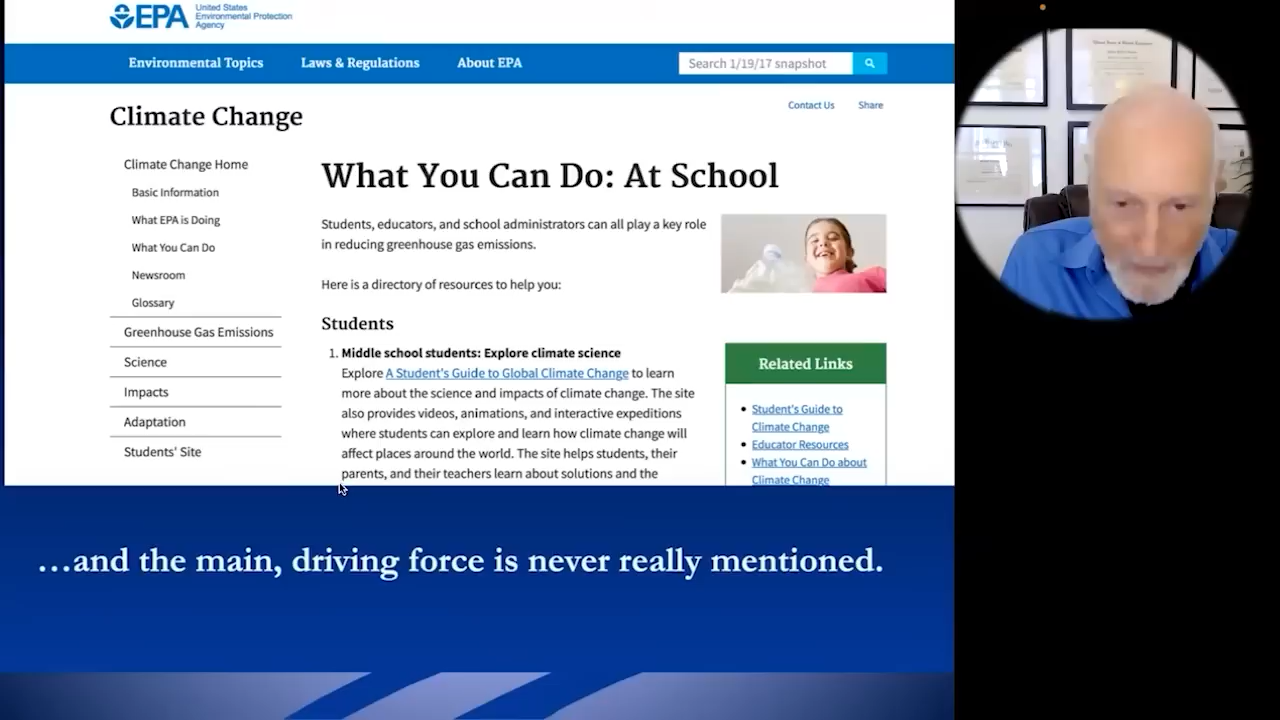 EPA
United States
Environmental Protection
Agency
Environmental Topics
Laws & Regulations
About EPA
Search 1/19/17 snapshot
Contact Us
Share
Climate Change
Climate Change Home
Basic Information
What EPA is Doing
What You Can Do
Newsroom
Glossary
Greenhouse Gas Emissions
Science
Impacts
Adaptation
Students' Site
What You Can Do: At School
Students, educators, and school administrators can all play a key role
in reducing greenhouse gas emissions.
Here is a directory of resources to help you:
Students
1. Middle school students: Explore climate science
Explore A Student's Guide to Global Climate Change to learn
more about the science and impacts of climate change. The site
also provides videos, animations, and interactive expeditions
where students can explore and learn how climate change will
affect places around the world. The site helps students, their
parents, and their teachers learn about solutions and the
Related Links
Student's Guide to
Climate Change
Educator Resources
What You Can Do about
Climate Change
…and the main, driving force is never really mentioned.